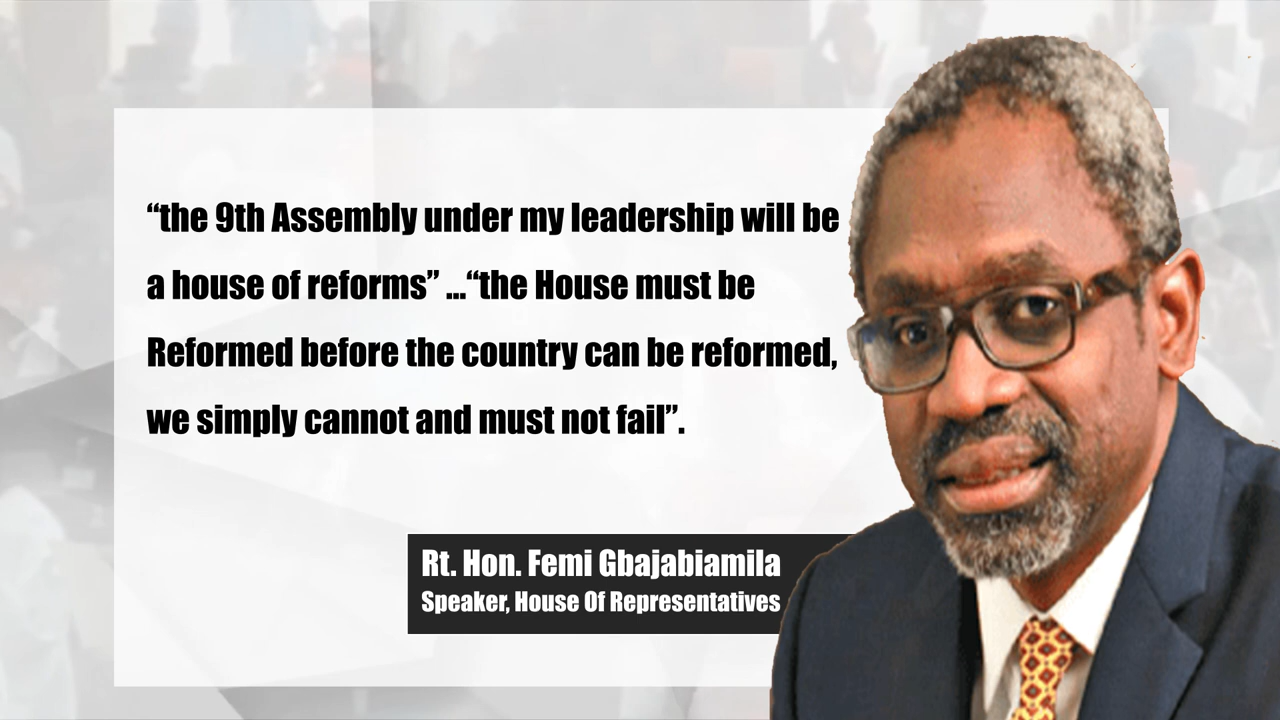 “the 9th Assembly under my leadership will be
a house of reforms” ...“the House must be
Reformed before the country can be reformed,
we simply cannot and must not fail”.
Rt. Hon. Femi Gbajabiamila
Speaker, House Of Representatives